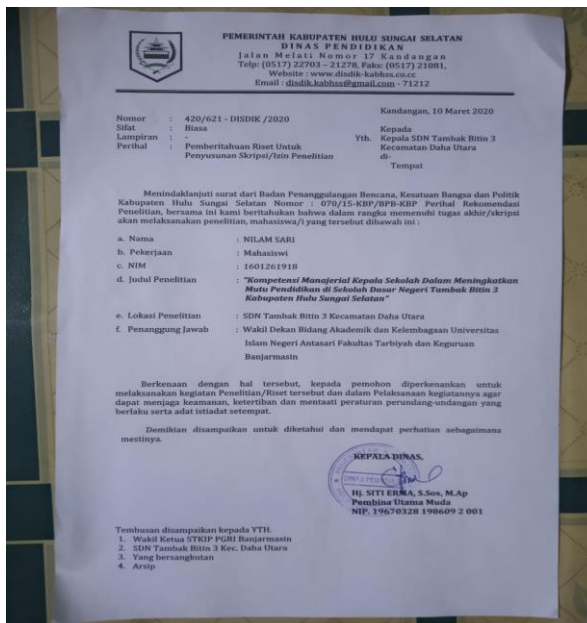 PEMERINTAH KABUPATEN HULU SUNGAI SELATAN
DINAS PENDIDIKAN
Jalan Melati Nomor 17 Kandangan
Telp: (0517) 22703 – 21278, Faks: (0517) 21081,
Website : www.disdik-kabhss.co.cc
Email : disdik.kabhss@gmail.com - 71212
Kandangan, 10 Maret 2020
Nomor : 420/621 - DISDIK /2020
Sifat : Biasa
Lampiran : -
Perihal : Pemberitahuan Riset Untuk
Penyusunan Skripsi/Izin Penelitian
Kepada
Yth. Kepala SDN Tambak Bitin 3
Kecamatan Daha Utara
di-
Tempat
Menindaklanjuti surat dari Badan Penanggulangan Bencana, Kesatuan Bangsa dan Politik
Kabupaten Hulu Sungai Selatan Nomor : 070/15-KBP/BPB-KBP Perihal Rekomendasi
Penelitian, bersama ini kami beritahukan bahwa dalam rangka memenuhi tugas akhir/skripsi
akan melaksanakan penelitian, mahasiswa/i yang tersebut dibawah ini :
a. Nama : NILAM SARI
b. Pekerjaan : Mahasiswi
c. NIM : 1601261918
d. Judul Penelitian : "Kompetensi Manajerial Kepala Sekolah Dalam Meningkatkan
Mutu Pendidikan di Sekolah Dasar Negeri Tambak Bitin 3
Kabupaten Hulu Sungai Selatan"
e. Lokasi Penelitian : SDN Tambak Bitin 3 Kecamatan Daha Utara
f. Penanggung Jawab : Wakil Dekan Bidang Akademik dan Kelembagaan Universitas
Islam Negeri Antasari Fakultas Tarbiyah dan Keguruan
Banjarmasin
Berkenaan dengan hal tersebut, kepada pemohon diperkenankan untuk
melaksanakan kegiatan Penelitian/Riset tersebut dan dalam Pelaksanaan kegiatannya agar
dapat menjaga keamanan, ketertiban dan mentaati peraturan perundang-undangan yang
berlaku serta adat istiadat setempat.
Demikian disampaikan untuk diketahui dan mendapat perhatian sebagaimana
mestinya.
KEPALA DINAS,
Hj. SITI ERMA, S.Sos, M.Ap
Pembina Utama Muda
NIP. 19670328 198609 2 001
Tembusan disampaikan kepada YTH.
1. Wakil Ketua STKIP PGRI Banjarmasin
2. SDN Tambak Bitin 3 Kec. Daha Utara
3. Yang bersangkutan
4. Arsip